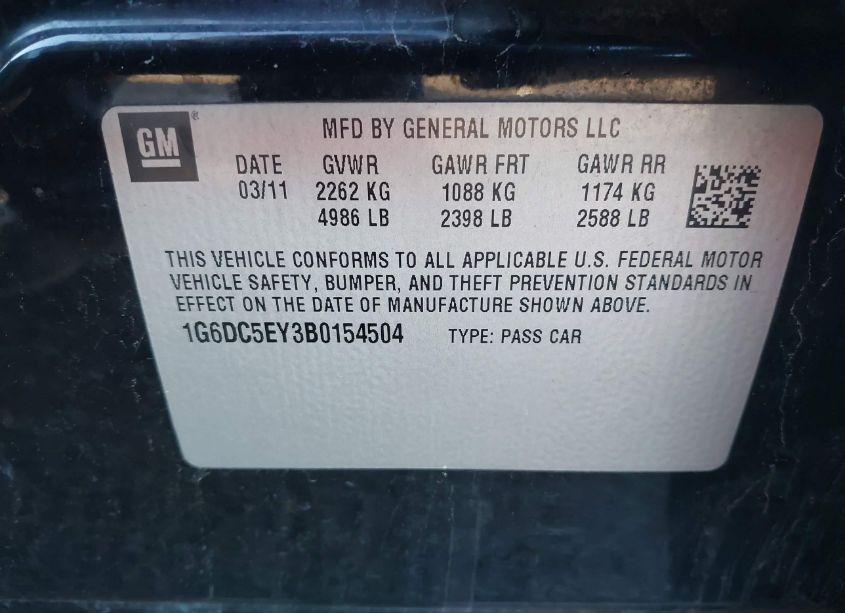 GM ®
MFD BY GENERAL MOTORS LLC
DATE GVWR GAWR FRT GAWR RR
03/11 2262 KG 1088 KG 1174 KG
4986 LB 2398 LB 2588 LB
THIS VEHICLE CONFORMS TO ALL APPLICABLE U.S. FEDERAL MOTOR
VEHICLE SAFETY, BUMPER, AND THEFT PREVENTION STANDARDS IN
EFFECT ON THE DATE OF MANUFACTURE SHOWN ABOVE.
1G6DC5EY3B0154504 TYPE: PASS CAR